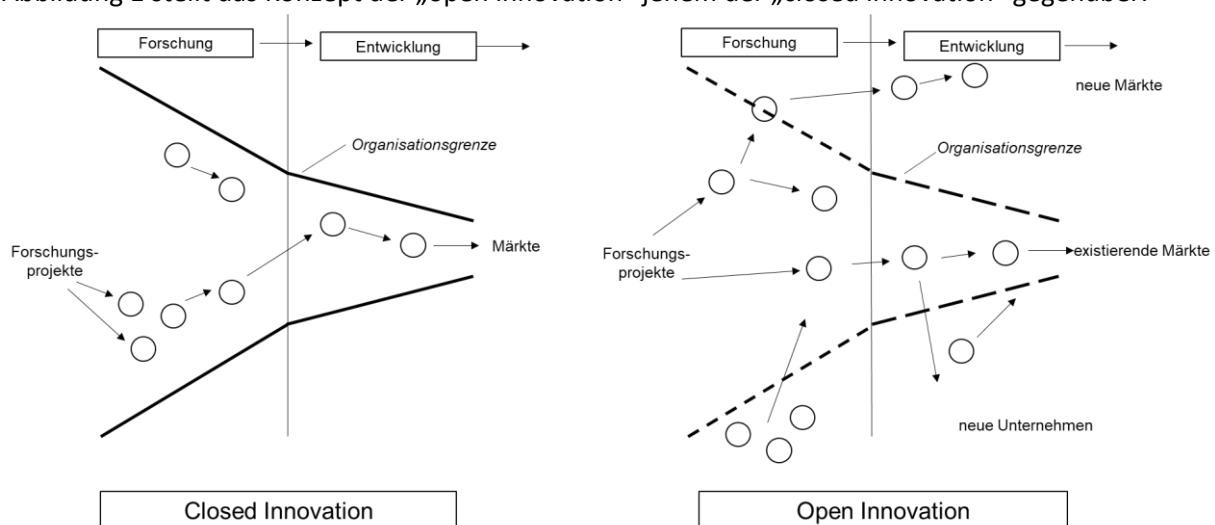 Abbildung 1 stellt das Konzept der „open innovation“ jenem der „closed innovation“ gegenüber.
Forschung
Entwicklung
Organisationsgrenze
Forschungs-
projekte
Märkte
Closed Innovation
Forschung
Entwicklung
neue Märkte
Organisationsgrenze
Forschungs-
projekte
existierende Märkte
neue Unternehmen
Open Innovation